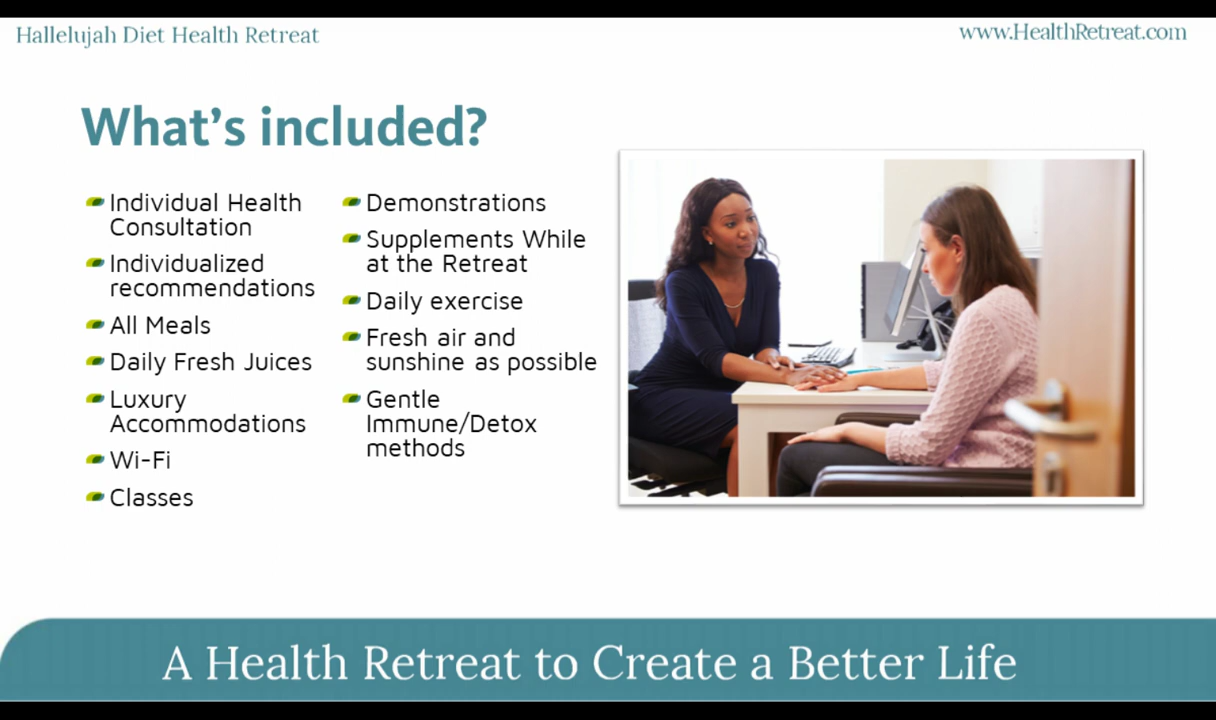 Hallelujah Diet Health Retreat
www.HealthRetreat.com
What's included?
Individual Health
Consultation
Individualized
recommendations
All Meals
Daily Fresh Juices
Luxury
Accommodations
Wi-Fi
Classes
Demonstrations
Supplements While
at the Retreat
Daily exercise
Fresh air and
sunshine as possible
Gentle
Immune/Detox
methods
A Health Retreat to Create a Better Life